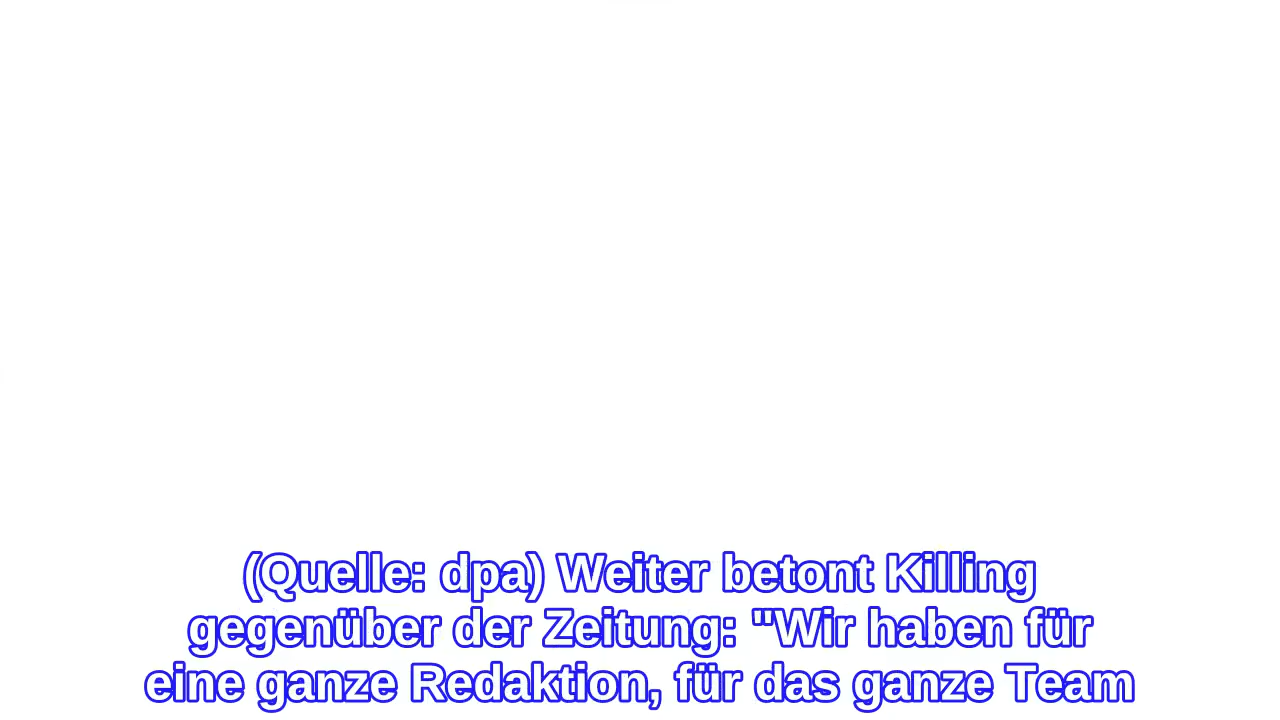 (Quelle: dpa) Weiter betont Killing
gegenüber der Zeitung: "Wir haben für
eine ganze Redaktion, für das ganze Team